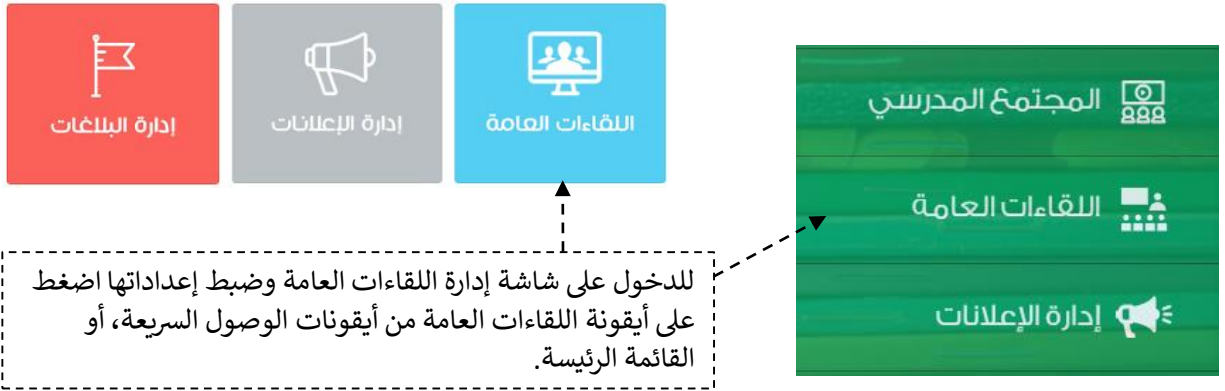 المجتمع المدرسي
اللقاءات العامة
إدارة الإعلانات
اللقاءات العامة
إدارة الإعلانات
إدارة البلاغات
للدخول على شاشة إدارة اللقاءات العامة وضبط إعداداتها اضغط
على أيقونة اللقاءات العامة من أيقونات الوصول السريعة، أو
القائمة الرئيسة.